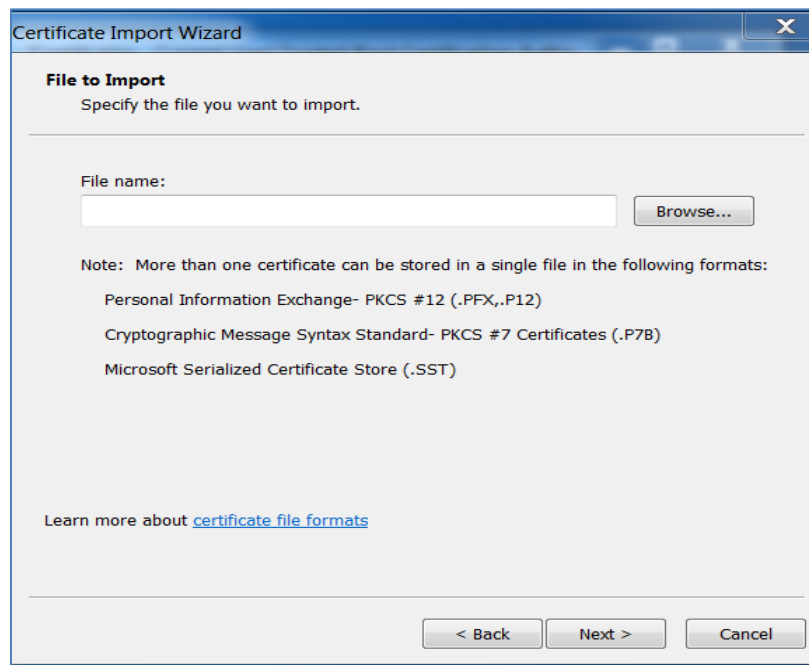 Certificate Import Wizard
File to Import
Specify the file you want to import.
File name:
Browse...
Note: More than one certificate can be stored in a single file in the following formats:
Personal Information Exchange- PKCS #12 (.PFX,.P12)
Cryptographic Message Syntax Standard- PKCS #7 Certificates (.P7B)
Microsoft Serialized Certificate Store (.SST)
Learn more about certificate file formats
< Back Next > Cancel